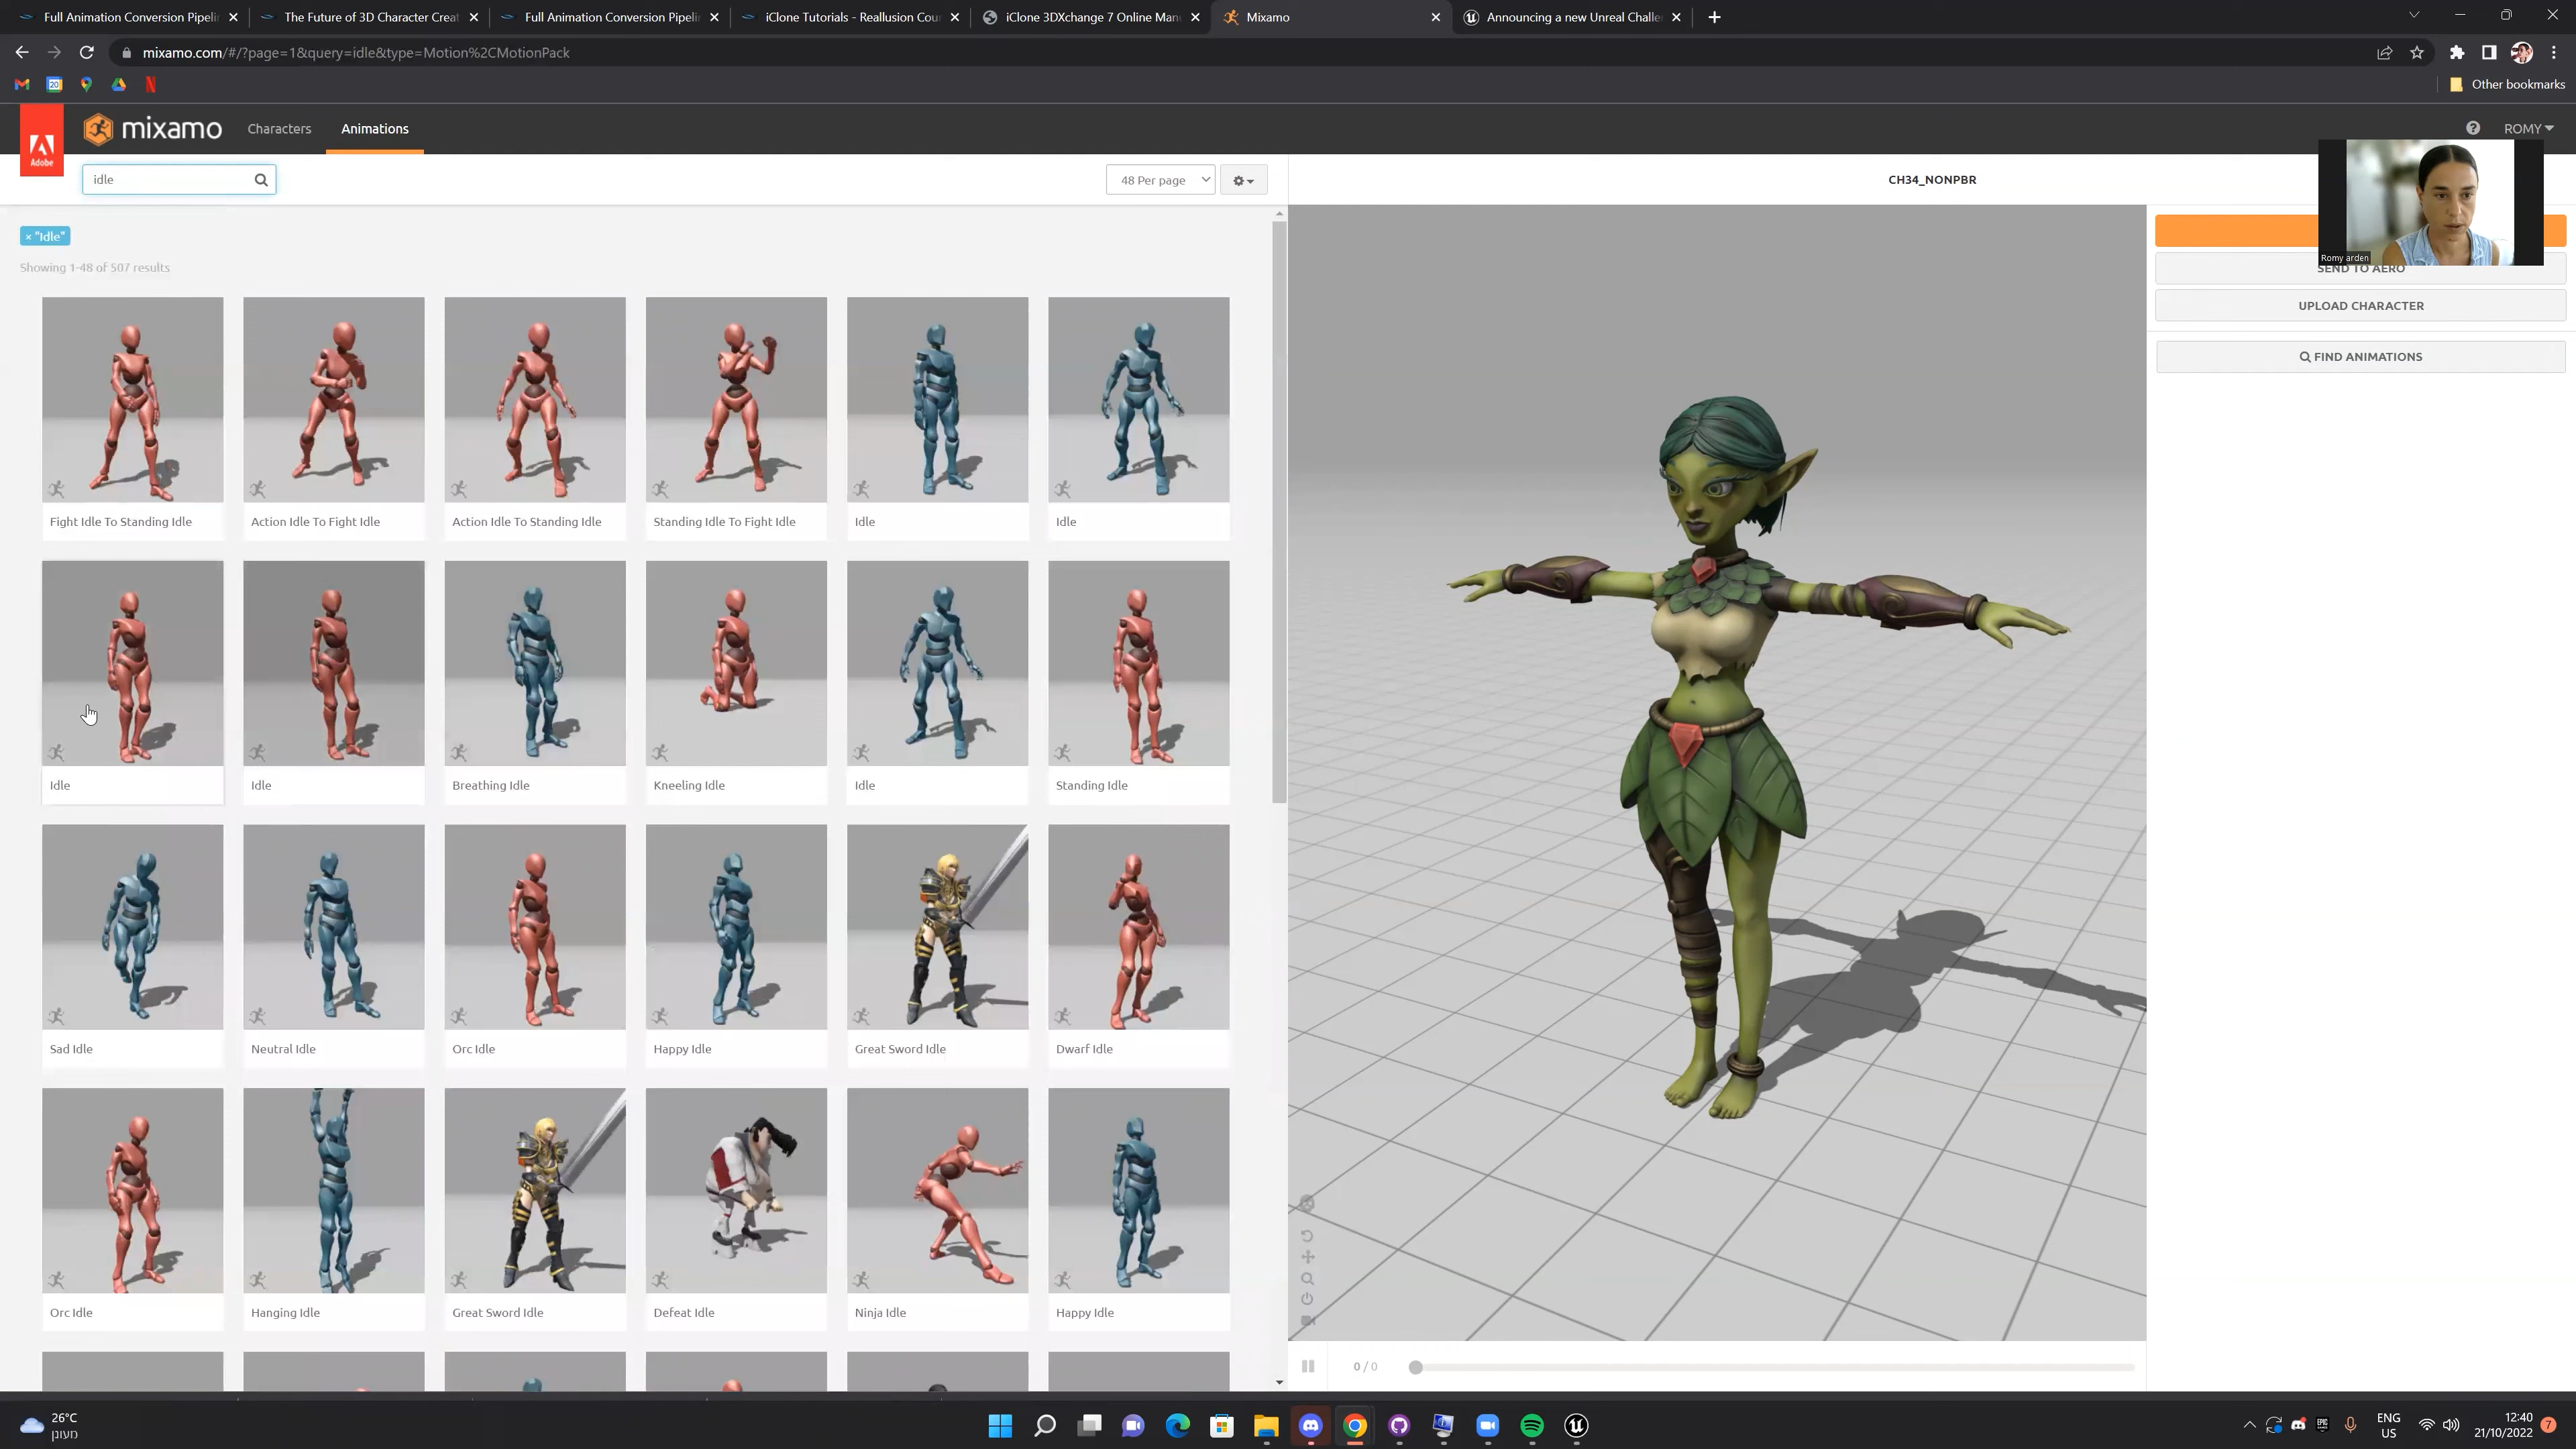 Full Animation Conversion Pipelin
The Future of 3D Character Creat
Full Animation Conversion Pipelin
iClone Tutorials - Reallusion Cour
iClone 3DXchange 7 Online Manu
Mixamo
Announcing a new Unreal Challe
mixamo.com/#/?page=1&query=idle&type=Motion%2CMotionPack
Other bookmarks
Adobe
mixamo
Characters
Animations
ROMY
idle
48 Per page
CH34_NONPBR
Romy arden
× "Idle"
Showing 1-48 of 507 results
SEND TO AERO
UPLOAD CHARACTER
FIND ANIMATIONS
Fight Idle To Standing Idle
Action Idle To Fight Idle
Action Idle To Standing Idle
Standing Idle To Fight Idle
Idle
Idle
Idle
Idle
Breathing Idle
Kneeling Idle
Idle
Standing Idle
Sad Idle
Neutral Idle
Orc Idle
Happy Idle
Great Sword Idle
Dwarf Idle
Orc Idle
Hanging Idle
Great Sword Idle
Defeat Idle
Ninja Idle
Happy Idle
0 / 0
26°C
מעונן
ENG
US
12:40
21/10/2022
7